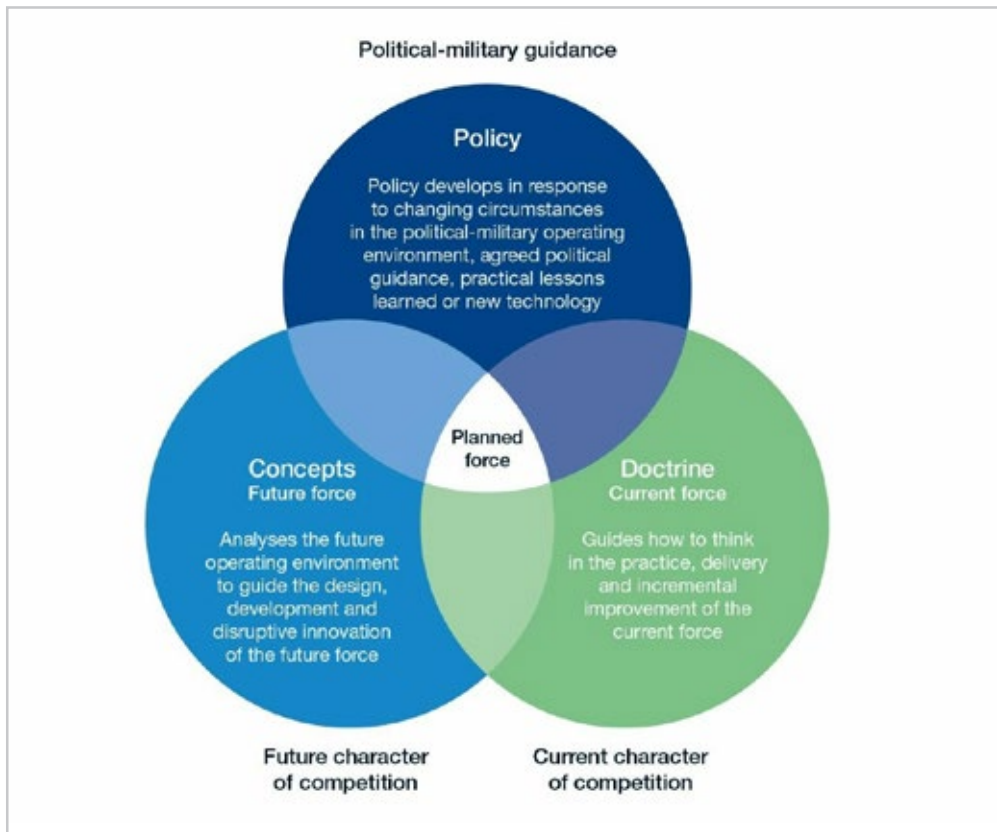 Political-military guidance
Policy
Policy develops in response
to changing circumstances
in the political-military operating
environment, agreed political
guidance, practical lessons
learned or new technology
Planned
force
Concepts
Future force
Analyses the future
operating environment
to guide the design,
development and
disruptive innovation
of the future force
Doctrine
Current force
Guides how to think
in the practice, delivery
and incremental
improvement of the
current force
Future character
of competition
Current character
of competition